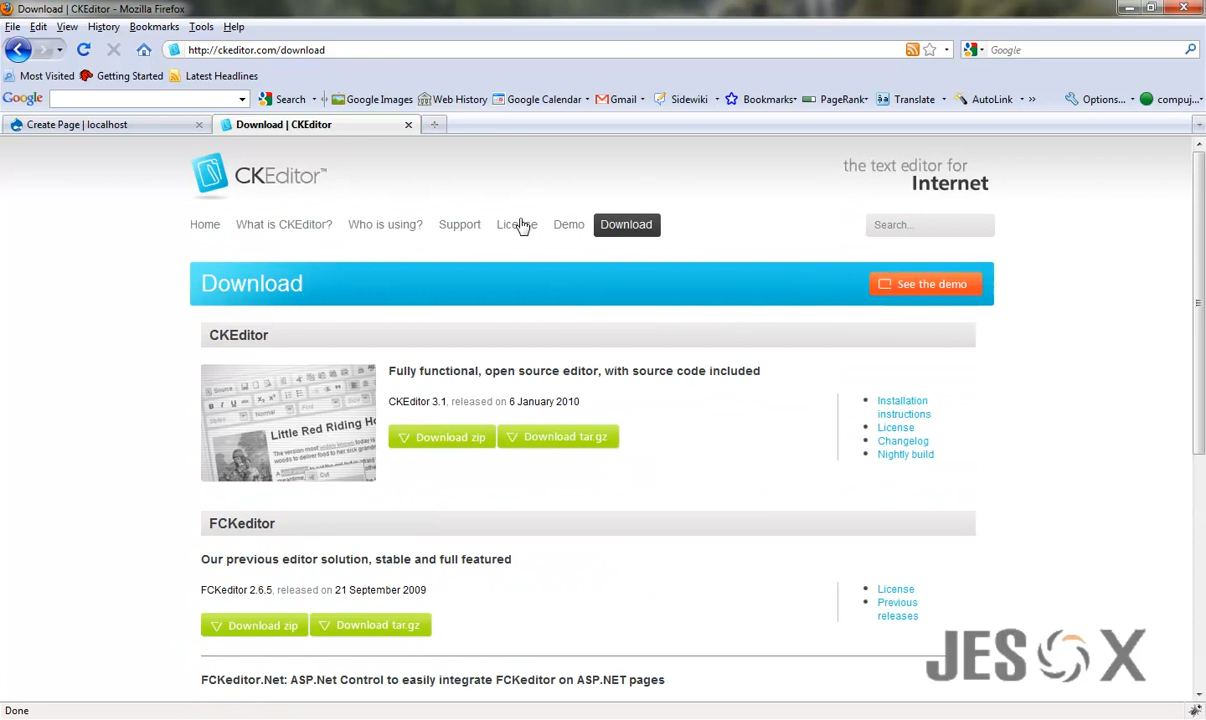 Download | CKEditor - Mozilla Firefox
File Edit View History Bookmarks Tools Help
http://ckeditor.com/download
Google
Most Visited Getting Started Latest Headlines
Google Search Google Images Web History Google Calendar Gmail Sidewiki Bookmarks PageRank Translate AutoLink » Options... compuj...
Create Page | localhost
Download | CKEditor
CKEditor™
the text editor for
Internet
Home What is CKEditor? Who is using? Support License Demo Download Search...
Download
See the demo
CKEditor
Fully functional, open source editor, with source code included
CKEditor 3.1, released on 6 January 2010
Download zip Download tar.gz
Installation
instructions
License
Changelog
Nightly build
Little Red Riding Ho
FCKeditor
Our previous editor solution, stable and full featured
FCKeditor 2.6.5, released on 21 September 2009
Download zip Download tar.gz
License
Previous
releases
JESOX
FCKeditor.Net: ASP.Net Control to easily integrate FCKeditor on ASP.NET pages
Done